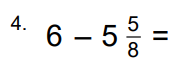 4. 6 – 5 5/8 =